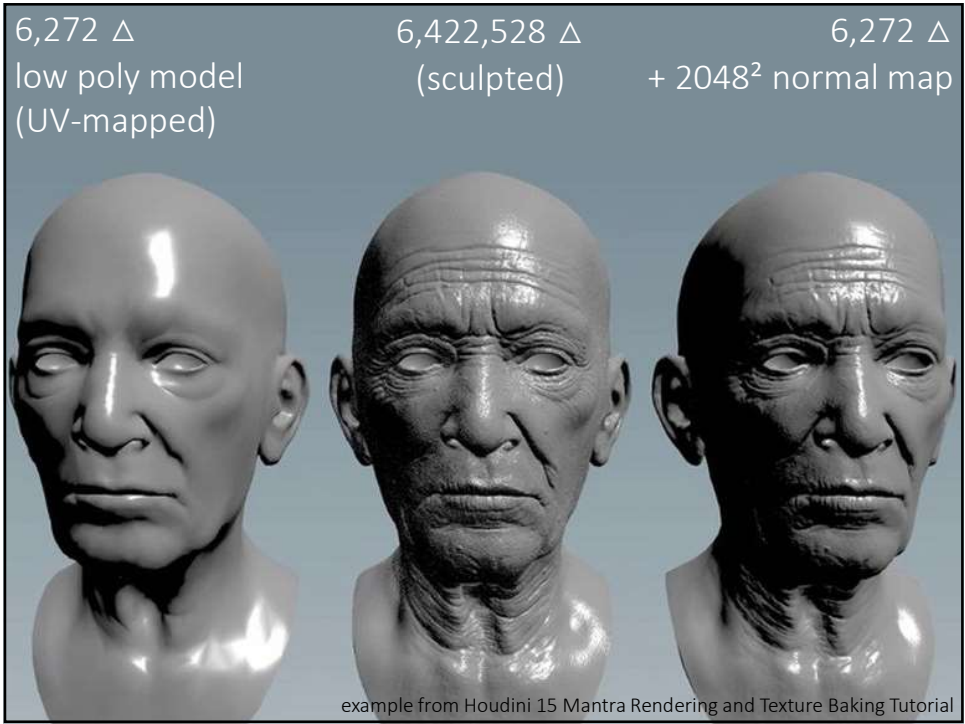 6,272 △
low poly model
(UV-mapped)
6,422,528 △
(sculpted)
6,272 △
+ 2048² normal map
example from Houdini 15 Mantra Rendering and Texture Baking Tutorial